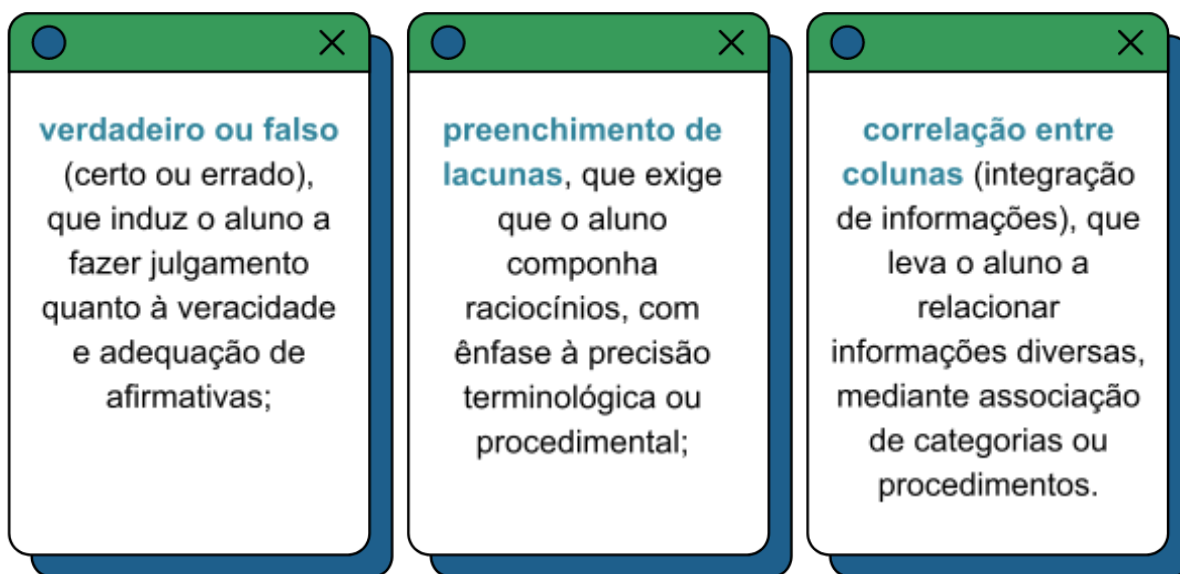 verdadeiro ou falso
(certo ou errado),
que induz o aluno a
fazer julgamento
quanto à veracidade
e adequação de
afirmativas;
preenchimento de
lacunas, que exige
que o aluno
componha
raciocínios, com
ênfase à precisão
terminológica ou
procedimental;
correlação entre
colunas (integração
de informações), que
leva o aluno a
relacionar
informações diversas,
mediante associação
de categorias ou
procedimentos.